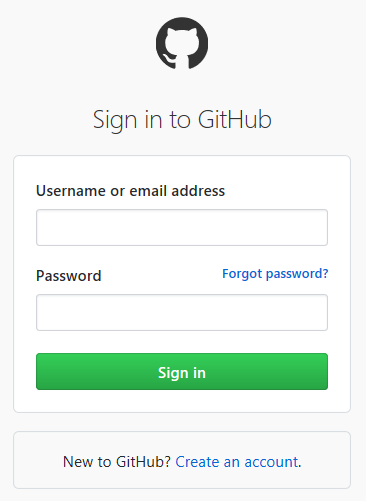 Sign in to GitHub
Username or email address
Password Forgot password?
Sign in
New to GitHub? Create an account.